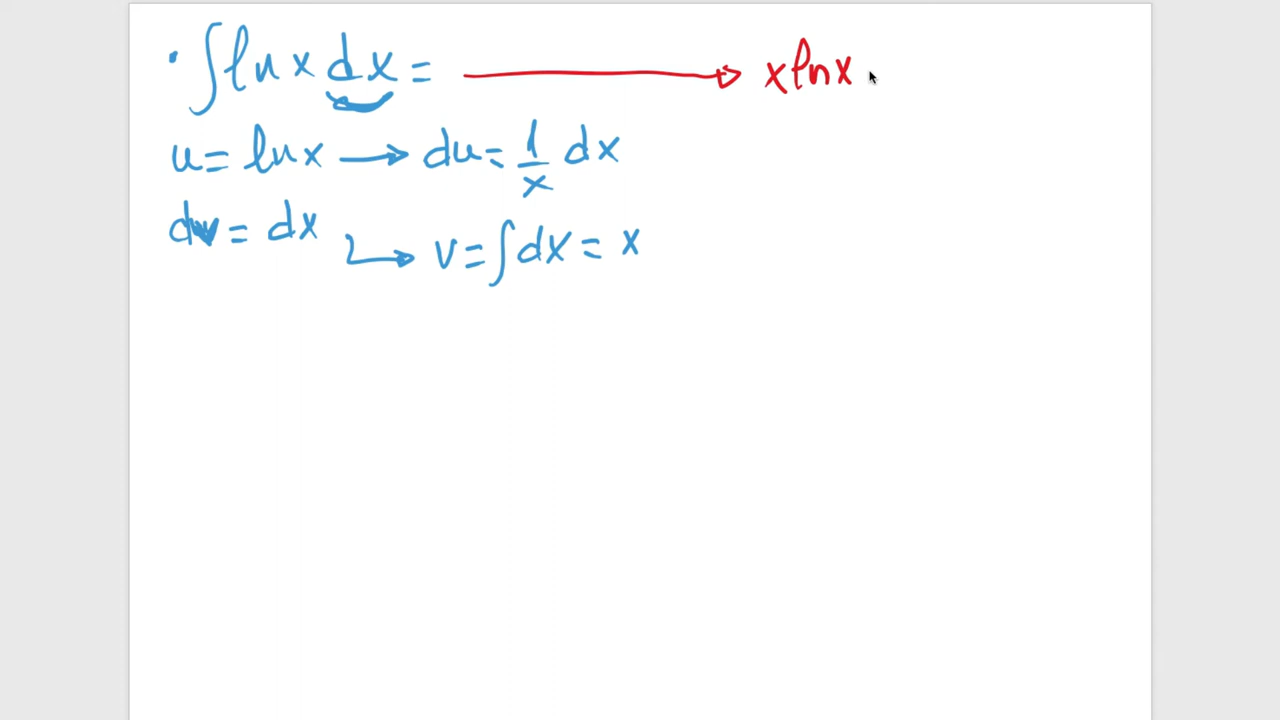 · ∫ ln x dx = ⟶ x ln x
u = ln x ⟶ du = 1/x dx
dv = dx ↳ v = ∫ dx = x